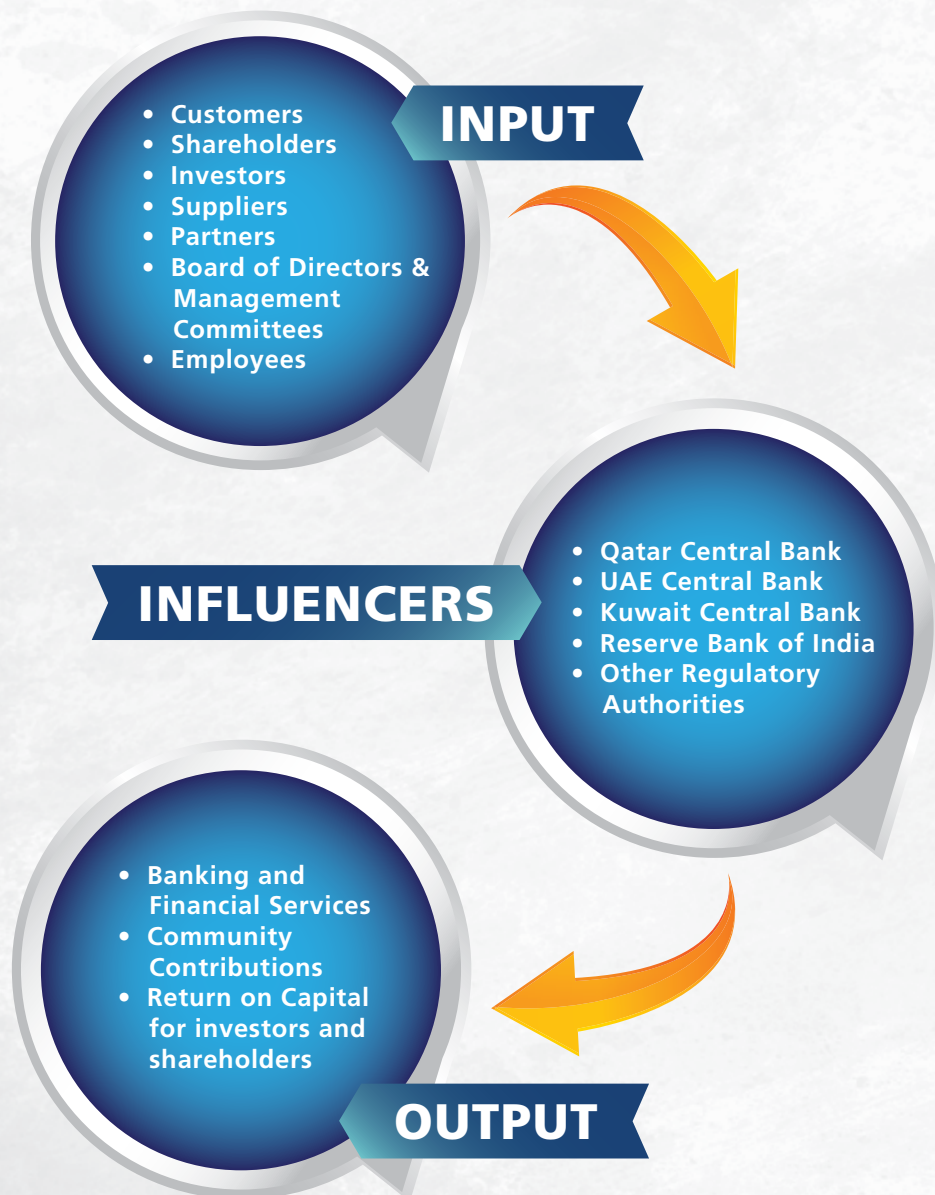 INPUT
• Customers
• Shareholders
• Investors
• Suppliers
• Partners
• Board of Directors &
Management
Committees
• Employees
INFLUENCERS
• Qatar Central Bank
• UAE Central Bank
• Kuwait Central Bank
• Reserve Bank of India
• Other Regulatory
Authorities
• Banking and
Financial Services
• Community
Contributions
• Return on Capital
for investors and
shareholders
OUTPUT